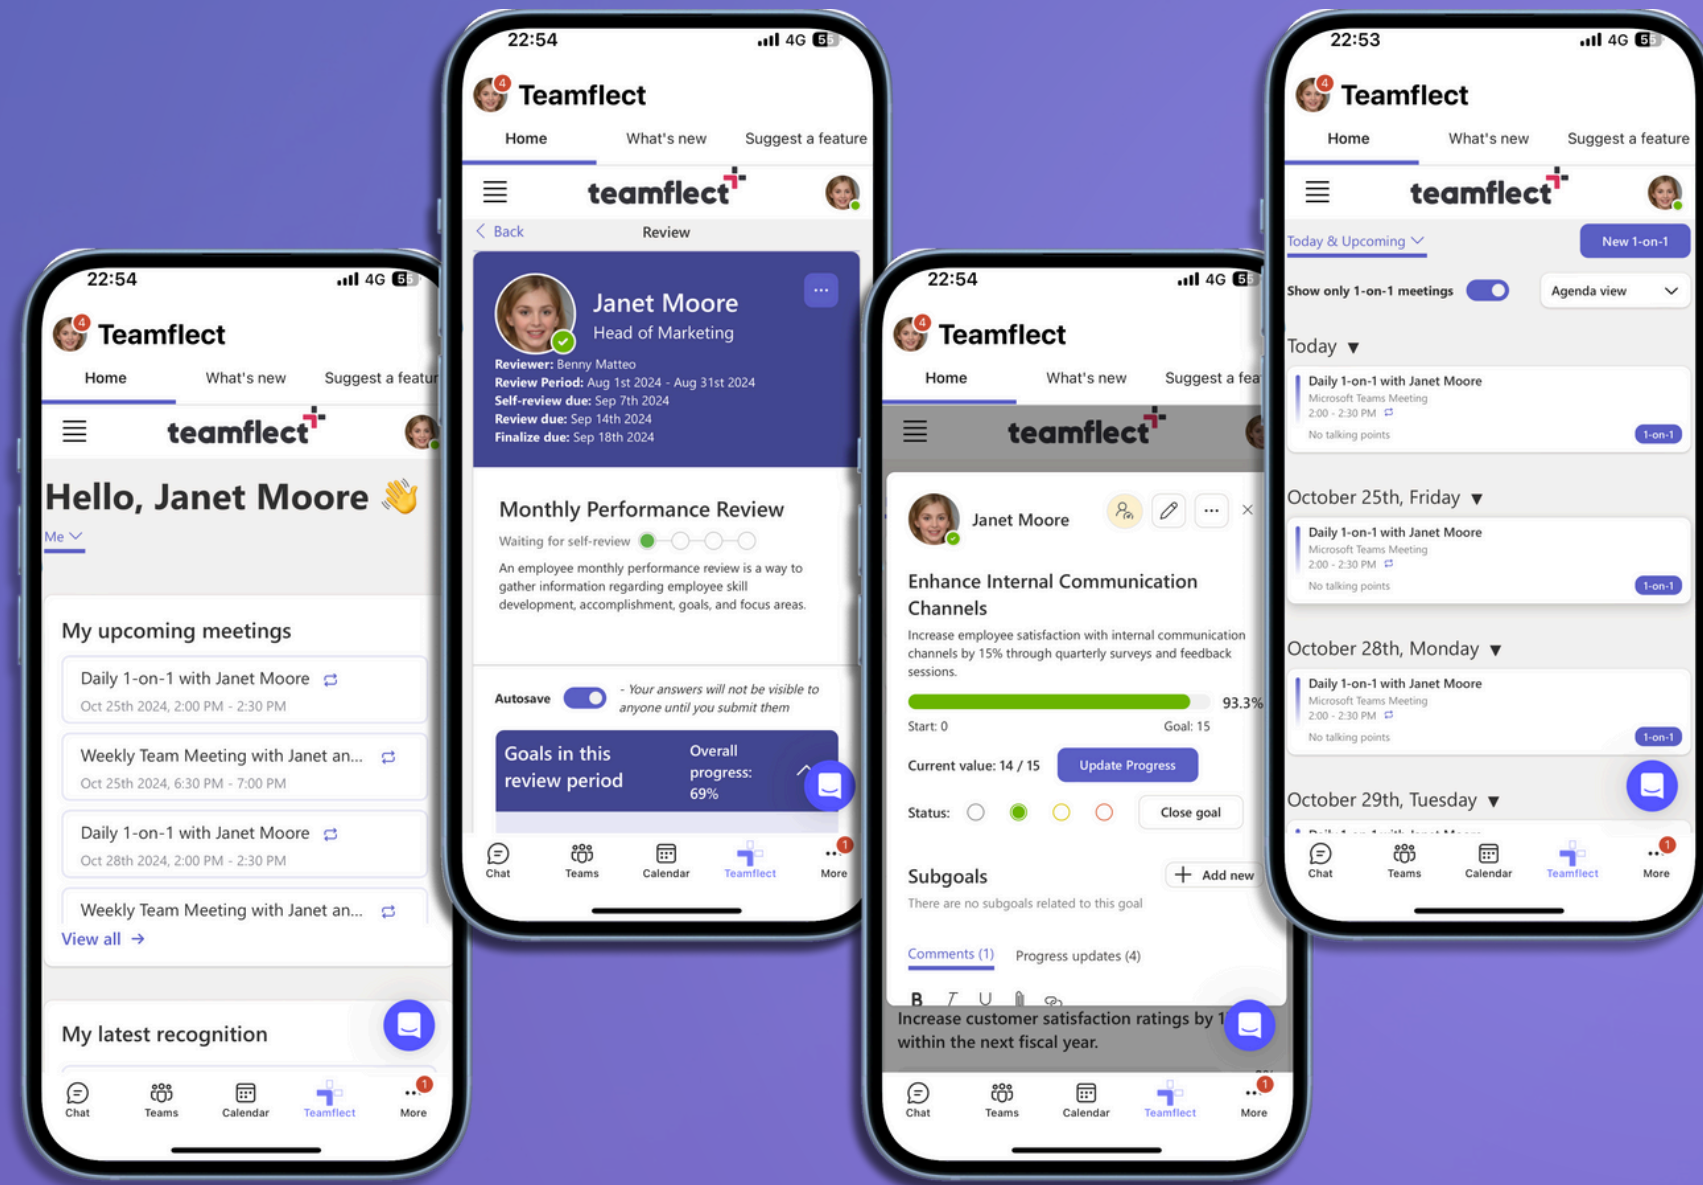 22:54
4G 55
4
Teamflect
Home What's new Suggest a featur
teamflect
Hello, Janet Moore 👋
Me
My upcoming meetings
Daily 1-on-1 with Janet Moore
Oct 25th 2024, 2:00 PM - 2:30 PM
Weekly Team Meeting with Janet an...
Oct 25th 2024, 6:30 PM - 7:00 PM
Daily 1-on-1 with Janet Moore
Oct 28th 2024, 2:00 PM - 2:30 PM
Weekly Team Meeting with Janet an...
View all →
My latest recognition
1
Chat Teams Calendar Teamflect More
22:54
4G 55
4
Teamflect
Home What's new Suggest a feature
teamflect
Back Review
Janet Moore
Head of Marketing
Reviewer: Benny Matteo
Review Period: Aug 1st 2024 - Aug 31st 2024
Self-review due: Sep 7th 2024
Review due: Sep 14th 2024
Finalize due: Sep 18th 2024
Monthly Performance Review
Waiting for self-review
An employee monthly performance review is a way to
gather information regarding employee skill
development, accomplishment, goals, and focus areas.
Autosave - Your answers will not be visible to
anyone until you submit them
Goals in this
review period
Overall
progress:
69%
1
Chat Teams Calendar Teamflect More
22:54
4G 55
4
Teamflect
Home What's new Suggest a fea
teamflect
Janet Moore
Enhance Internal Communication
Channels
Increase employee satisfaction with internal communication
channels by 15% through quarterly surveys and feedback
sessions.
93.3%
Start: 0 Goal: 15
Current value: 14 / 15 Update Progress
Status: Close goal
Subgoals + Add new
There are no subgoals related to this goal
Comments (1) Progress updates (4)
B I U
Increase customer satisfaction ratings by 1
within the next fiscal year.
1
Chat Teams Calendar Teamflect More
22:53
4G 55
4
Teamflect
Home What's new Suggest a feature
teamflect
Today & Upcoming New 1-on-1
Show only 1-on-1 meetings Agenda view
Today ▼
Daily 1-on-1 with Janet Moore
Microsoft Teams Meeting
2:00 - 2:30 PM
No talking points 1-on-1
October 25th, Friday ▼
Daily 1-on-1 with Janet Moore
Microsoft Teams Meeting
2:00 - 2:30 PM
No talking points 1-on-1
October 28th, Monday ▼
Daily 1-on-1 with Janet Moore
Microsoft Teams Meeting
2:00 - 2:30 PM
No talking points 1-on-1
October 29th, Tuesday ▼
1
Chat Teams Calendar Teamflect More